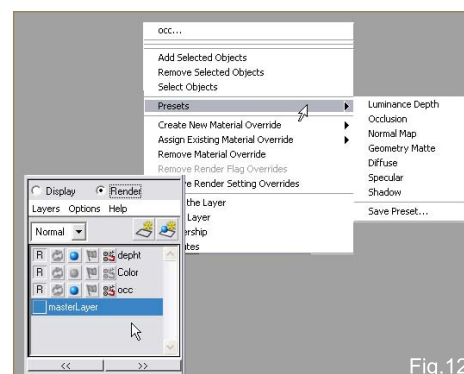 occ...
Add Selected Objects
Remove Selected Objects
Select Objects
Presets
Create New Material Override
Assign Existing Material Override
Remove Material Override
Remove Render Flag Overrides
Render Setting Overrides
the Layer
Layer
Luminance Depth
Occlusion
Normal Map
Geometry Matte
Diffuse
Specular
Shadow
Save Preset...
Display Render
Layers Options Help
Normal
R depht
R Color
R occ
masterLayer
<< >>
Fig.12